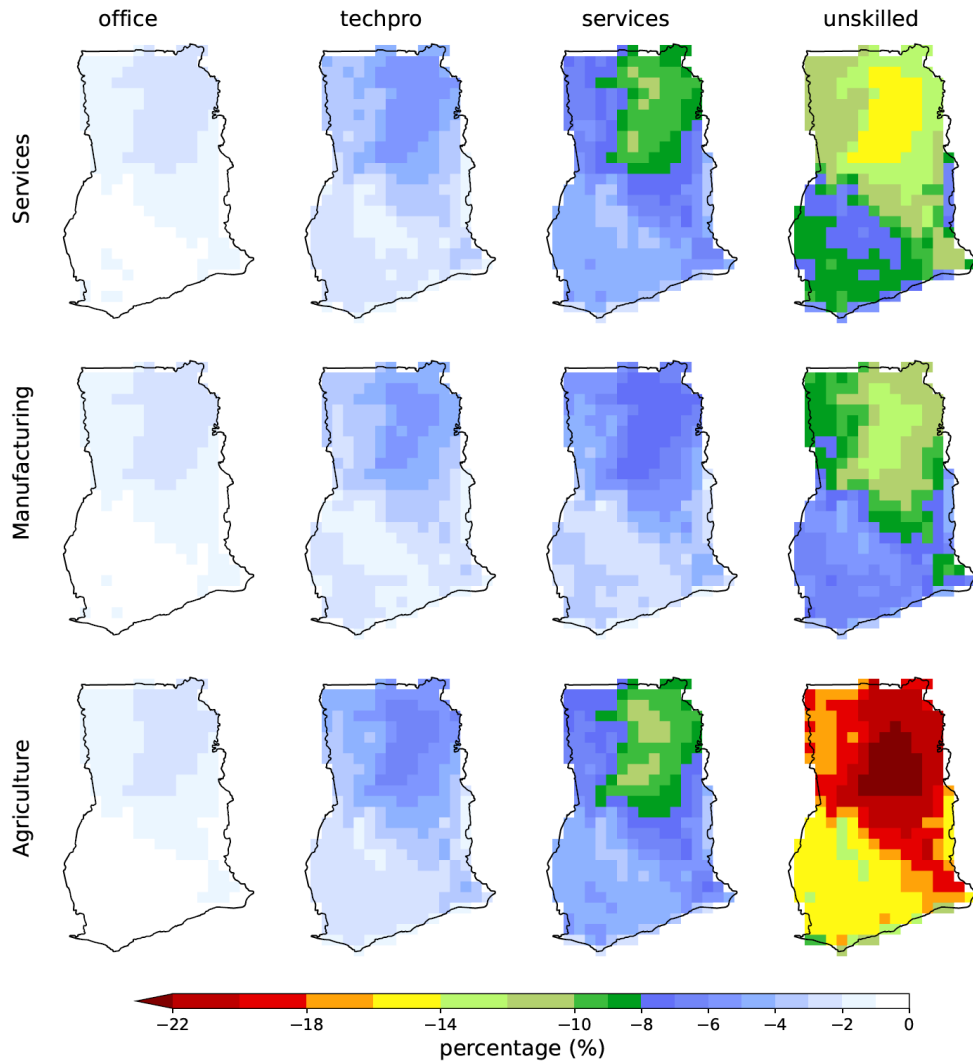 office techpro services unskilled
Services
Manufacturing
Agriculture
−22 −18 −14 −10 −8 −6 −4 −2 0
percentage (%)